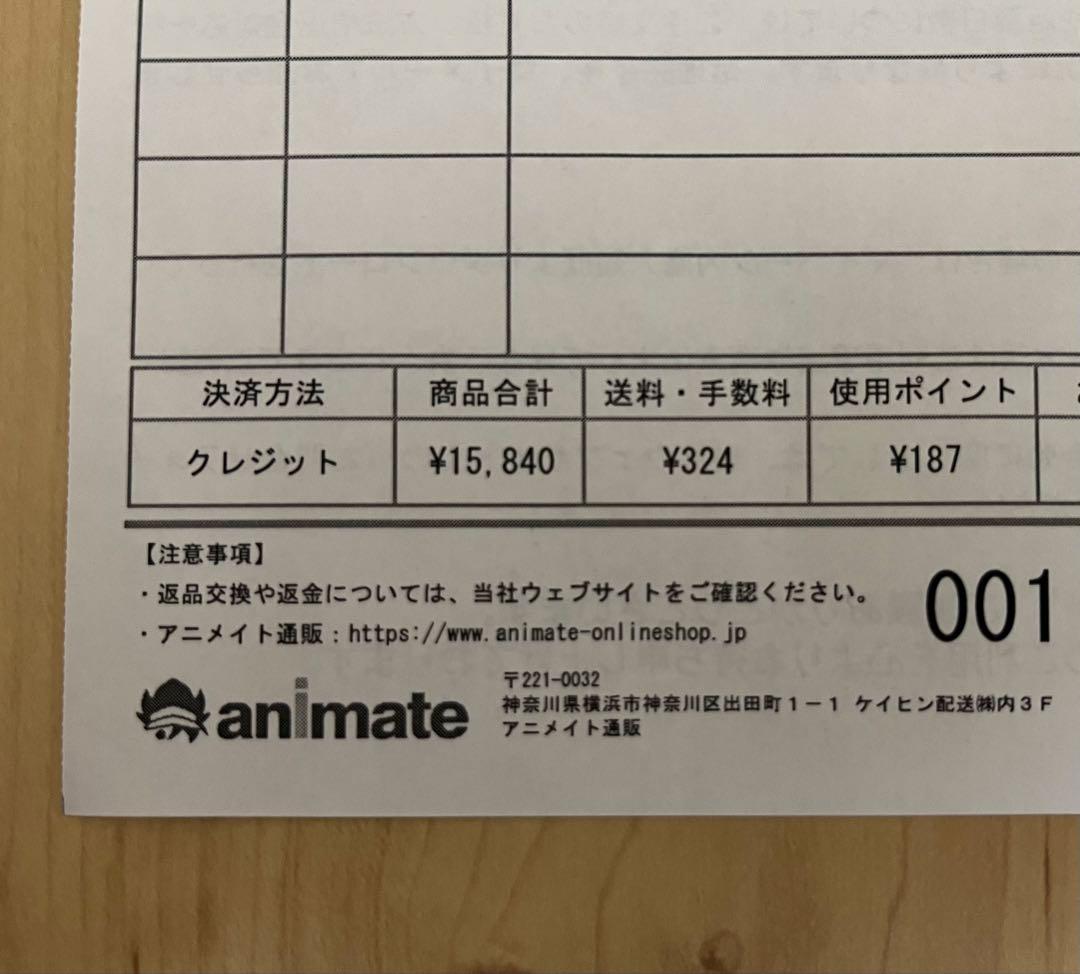 決済方法 商品合計 送料・手数料 使用ポイント
クレジット ¥15,840 ¥324 ¥187
【注意事項】
・返品交換や返金については、当社ウェブサイトをご確認ください。
・アニメイト通販：https://www.animate-onlineshop.jp
001
animate
〒221-0032
神奈川県横浜市神奈川区出田町１－１ ケイヒン配送㈱内３Ｆ
アニメイト通販